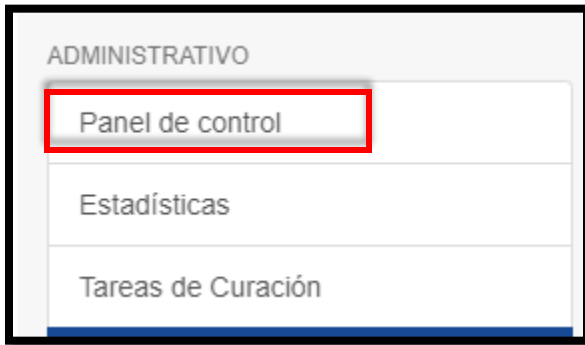 ADMINISTRATIVO
Panel de control
Estadísticas
Tareas de Curación